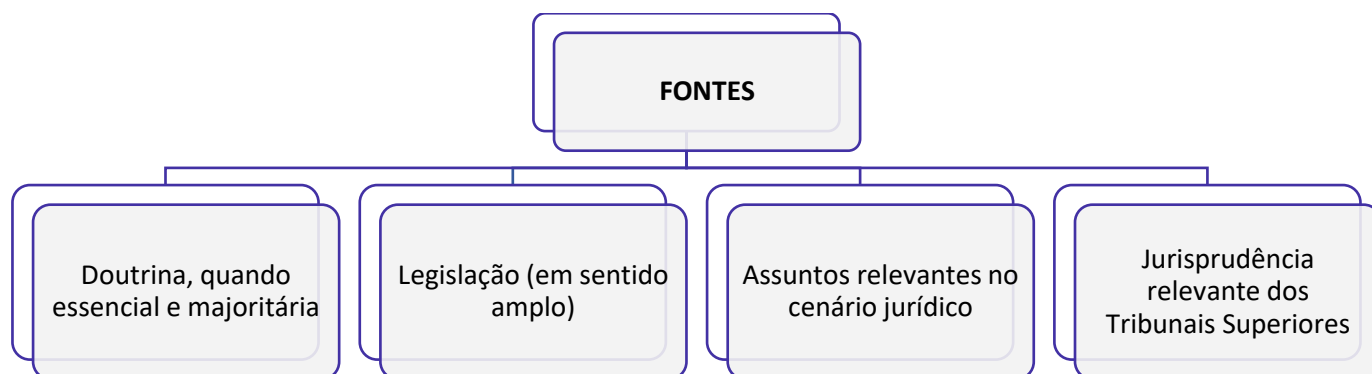 FONTES
Doutrina, quando
essencial e majoritária
Legislação (em sentido
amplo)
Assuntos relevantes no
cenário jurídico
Jurisprudência
relevante dos
Tribunais Superiores